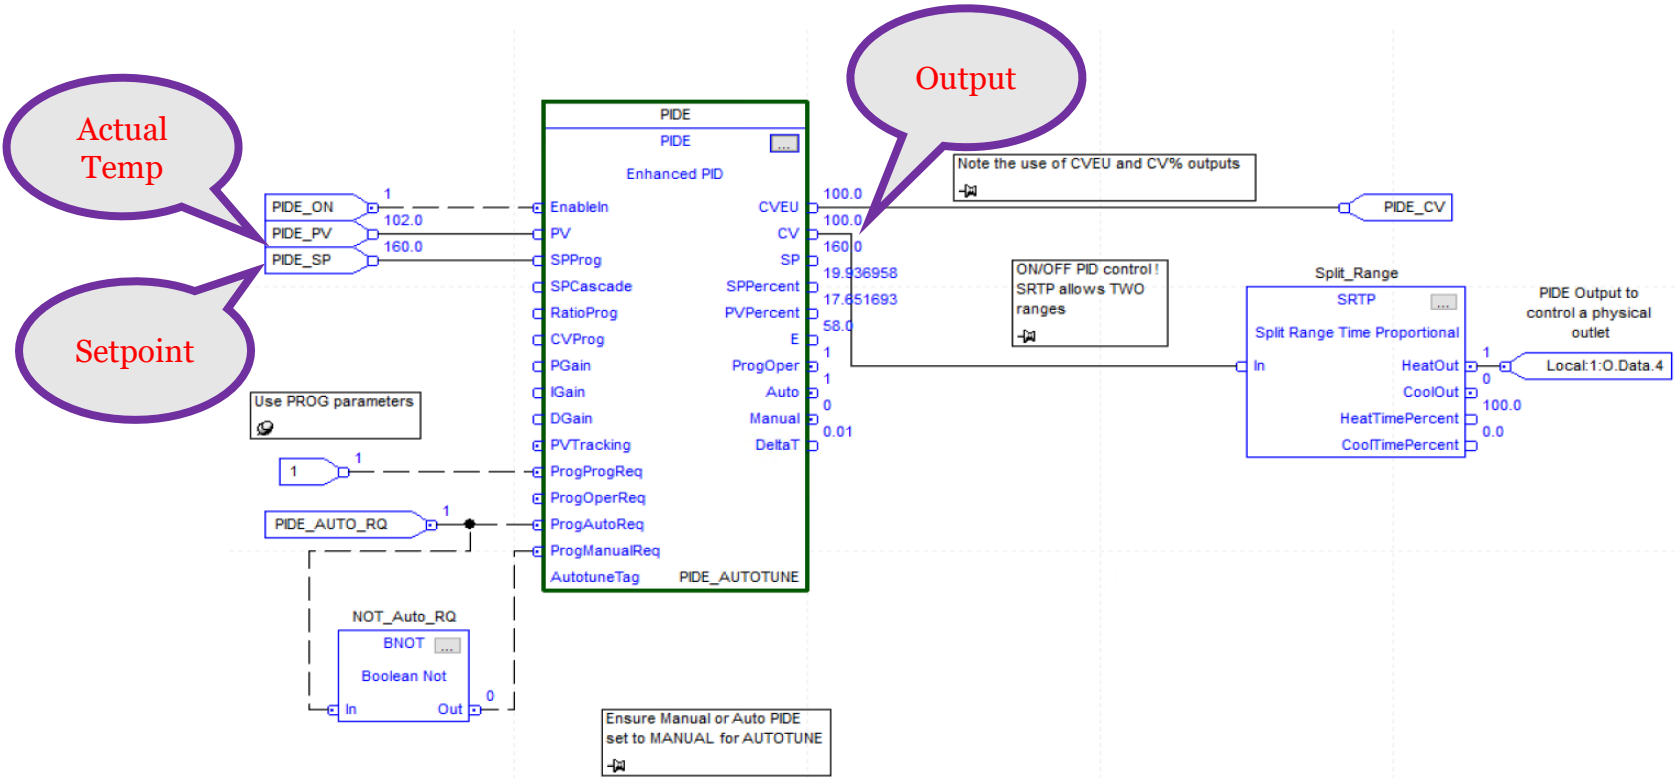 Output
Actual
Temp
Setpoint
PIDE
PIDE
...
Enhanced PID
Note the use of CVEU and CV% outputs
PIDE_ON
1
EnableIn
CVEU
100.0
PIDE_CV
PIDE_PV
102.0
PV
CV
100.0
PIDE_SP
160.0
SPProg
SP
160.0
SPCascade
SPPercent
19.936958
RatioProg
PVPercent
17.651693
CVProg
E
58.0
PGain
ProgOper
1
IGain
Auto
1
DGain
Manual
0
PVTracking
DeltaT
0.01
ProgProgReq
ProgOperReq
ProgAutoReq
ProgManualReq
AutotuneTag
PIDE_AUTOTUNE
Use PROG parameters
1
1
PIDE_AUTO_RQ
1
NOT_Auto_RQ
BNOT
...
Boolean Not
In
Out
0
ON/OFF PID control !
SRTP allows TWO
ranges
Split_Range
SRTP
...
Split Range Time Proportional
In
HeatOut
1
CoolOut
0
HeatTimePercent
100.0
CoolTimePercent
0.0
PIDE Output to
control a physical
outlet
Local:1:O.Data.4
Ensure Manual or Auto PIDE
set to MANUAL for AUTOTUNE